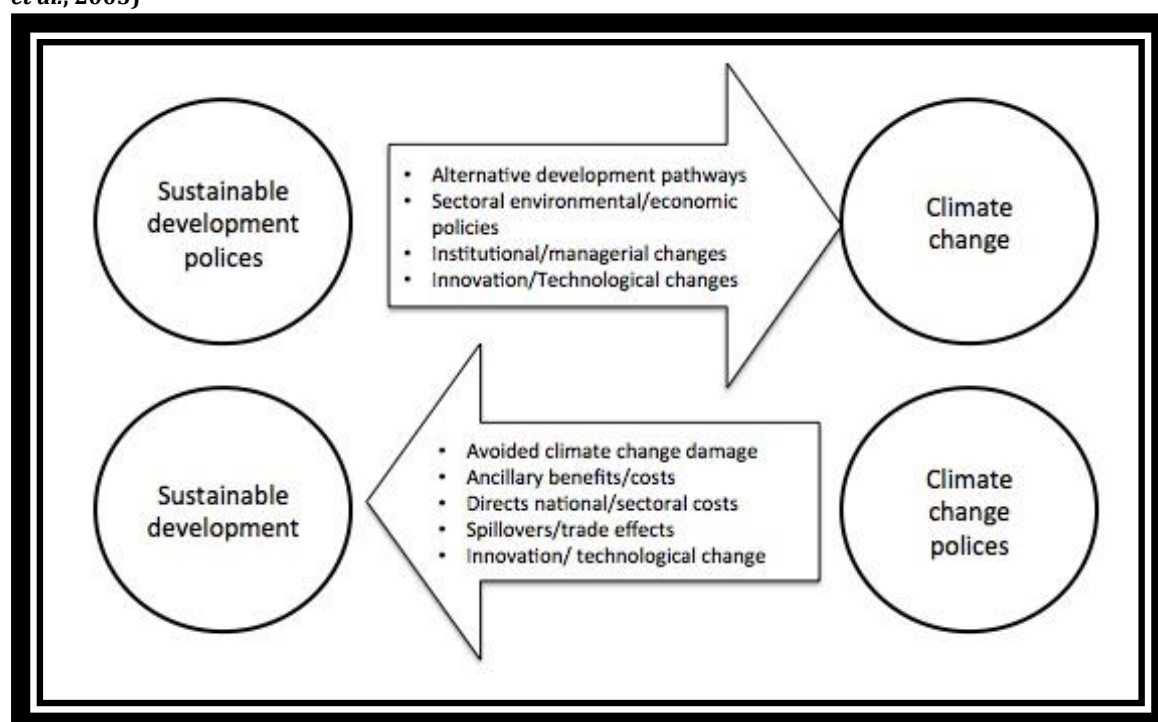 et al., 2003)
Sustainable
development
polices
• Alternative development pathways
• Sectoral environmental/economic
policies
• Institutional/managerial changes
• Innovation/Technological changes
Climate
change
Sustainable
development
• Avoided climate change damage
• Ancillary benefits/costs
• Directs national/sectoral costs
• Spillovers/trade effects
• Innovation/ technological change
Climate
change
polices